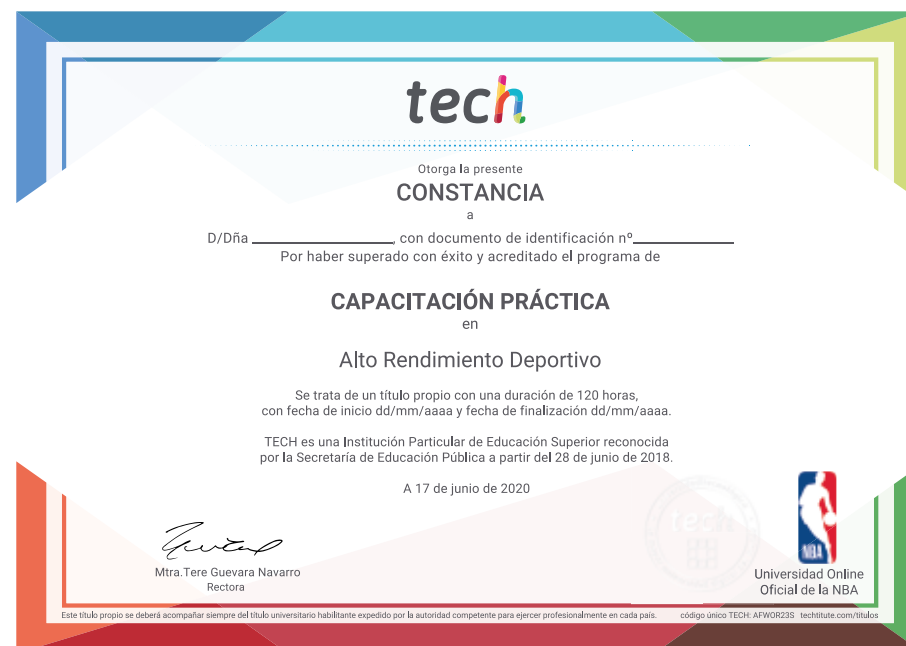 tech
Otorga la presente
CONSTANCIA
a
D/Dña ____________________, con documento de identificación nº______________
Por haber superado con éxito y acreditado el programa de
CAPACITACIÓN PRÁCTICA
en
Alto Rendimiento Deportivo
Se trata de un título propio con una duración de 120 horas,
con fecha de inicio dd/mm/aaaa y fecha de finalización dd/mm/aaaa.
TECH es una Institución Particular de Educación Superior reconocida
por la Secretaría de Educación Pública a partir del 28 de junio de 2018.
A 17 de junio de 2020
tech
NBA
Mtra.Tere Guevara Navarro
Rectora
Universidad Online
Oficial de la NBA
Este título propio se deberá acompañar siempre del título universitario habilitante expedido por la autoridad competente para ejercer profesionalmente en cada país. código único TECH: AFWOR23S techtitute.com/titulos